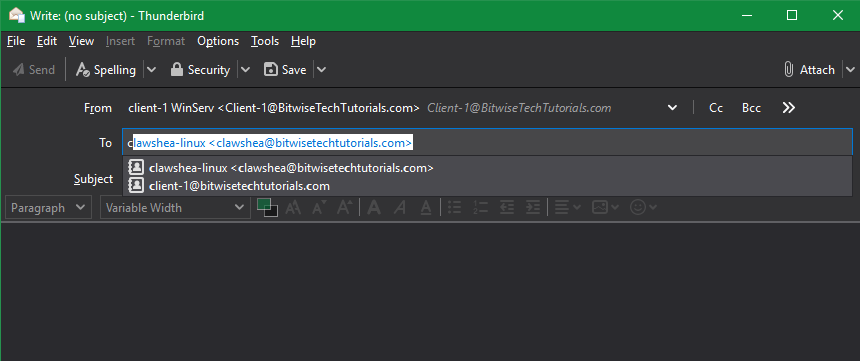 Write: (no subject) - Thunderbird
File Edit View Insert Format Options Tools Help
Send Spelling Security Save Attach
From client-1 WinServ <Client-1@BitwiseTechTutorials.com> Client-1@BitwiseTechTutorials.com Cc Bcc
To clawshea-linux <clawshea@bitwisetechtutorials.com>
clawshea-linux <clawshea@bitwisetechtutorials.com>
Subject
client-1@bitwisetechtutorials.com
Paragraph Variable Width